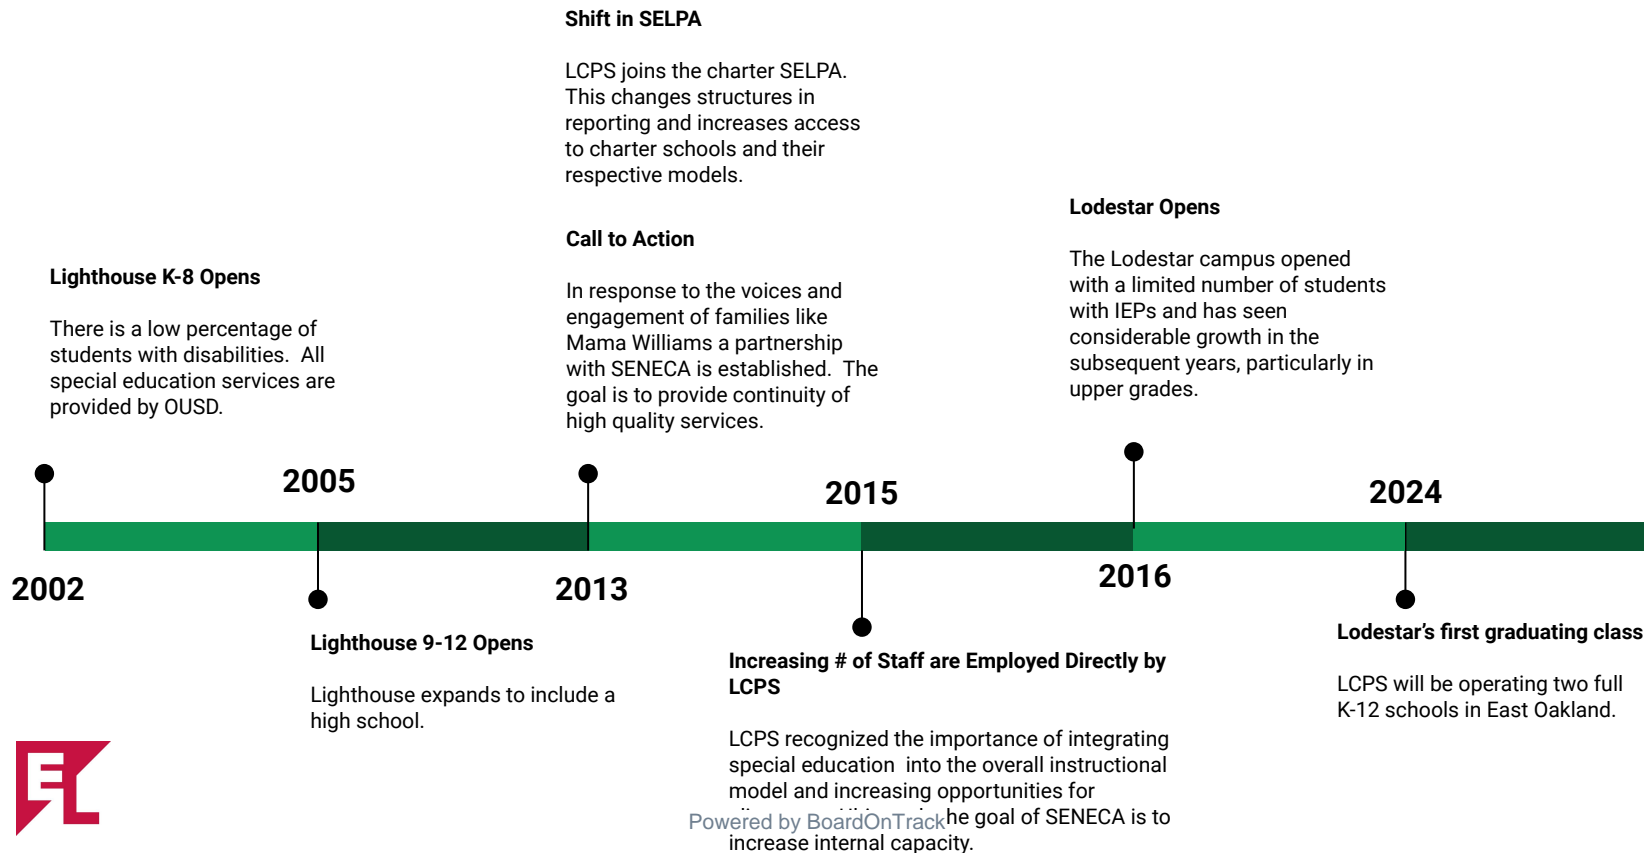 Shift in SELPA
LCPS joins the charter SELPA.
This changes structures in
reporting and increases access
to charter schools and their
respective models.
Call to Action
In response to the voices and
engagement of families like
Mama Williams a partnership
with SENECA is established.  The
goal is to provide continuity of
high quality services.
Lodestar Opens
The Lodestar campus opened
with a limited number of students
with IEPs and has seen
considerable growth in the
subsequent years, particularly in
upper grades.
Lighthouse K-8 Opens
There is a low percentage of
students with disabilities.  All
special education services are
provided by OUSD.
2005
2015
2024
2002
2013
2016
Lighthouse 9-12 Opens
Lighthouse expands to include a
high school.
Increasing # of Staff are Employed Directly by
LCPS
LCPS recognized the importance of integrating
special education  into the overall instructional
model and increasing opportunities for
he goal of SENECA is to
increase internal capacity.
Lodestar's first graduating class
LCPS will be operating two full
K-12 schools in East Oakland.
EL
Powered by BoardOnTrack